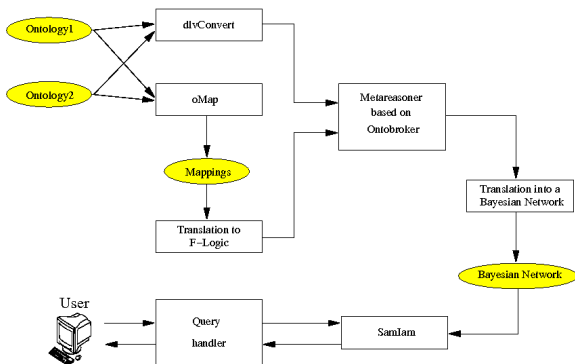 Ontology1
dlvConvert
Ontology2
oMap
Metareasoner
based on
Ontobroker
Mappings
Translation into a
Bayesian Network
Translation to
F-Logic
Bayesian Network
User
Query
handler
SamIam